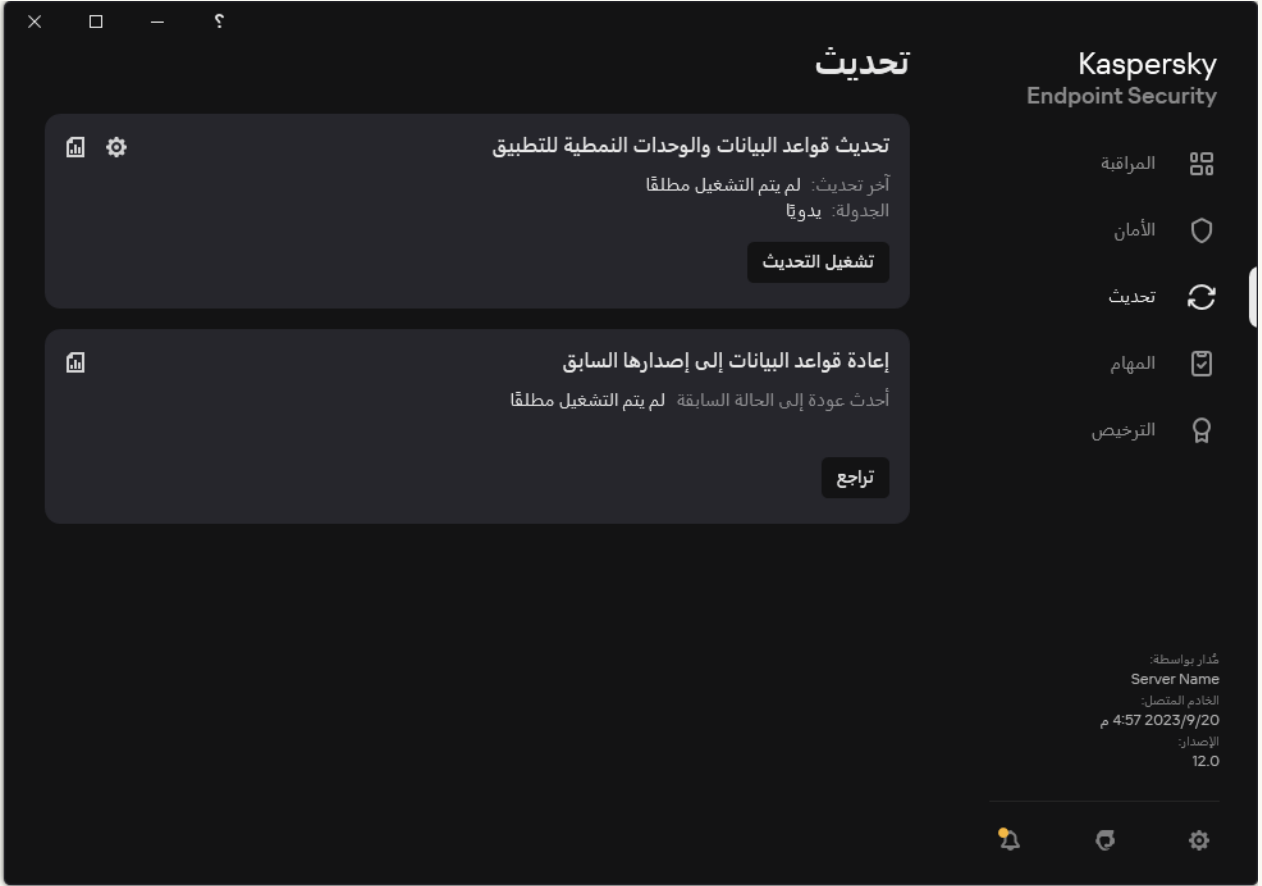 ؟
Kaspersky
Endpoint Security
المراقبة
الأمان
تحديث
المهام
الترخيص
مُدار بواسطة:
Server Name
الخادم المتصل:
2023/9/20 4:57 م
الإصدار:
12.0
تحديث
تحديث قواعد البيانات والوحدات النمطية للتطبيق
آخر تحديث: لم يتم التشغيل مطلقًا
الجدولة: يدويًا
تشغيل التحديث
إعادة قواعد البيانات إلى إصدارها السابق
أحدث عودة إلى الحالة السابقة لم يتم التشغيل مطلقًا
تراجع